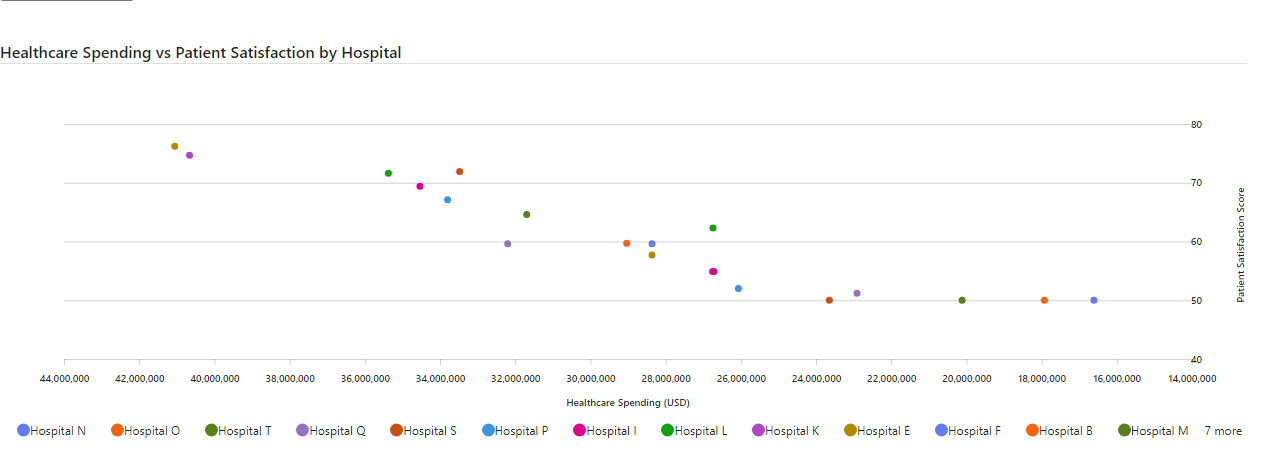 Healthcare Spending vs Patient Satisfaction by Hospital
80
70
60
50
40
Patient Satisfaction Score
44,000,000 42,000,000 40,000,000 38,000,000 36,000,000 34,000,000 32,000,000 30,000,000 28,000,000 26,000,000 24,000,000 22,000,000 20,000,000 18,000,000 16,000,000 14,000,000
Healthcare Spending (USD)
Hospital N Hospital O Hospital T Hospital Q Hospital S Hospital P Hospital I Hospital L Hospital K Hospital E Hospital F Hospital B Hospital M 7 more